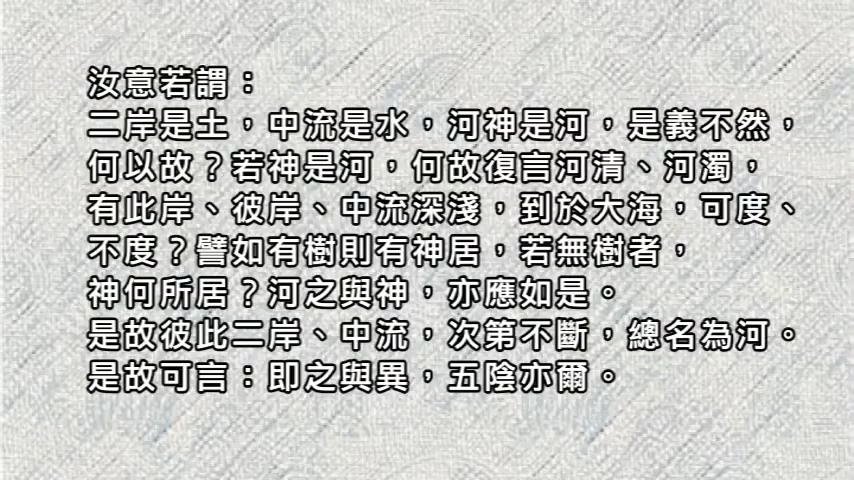 汝意若謂：
二岸是土，中流是水，河神是河，是義不然，
何以故？若神是河，何故復言河清、河濁，
有此岸、彼岸、中流深淺，到於大海，可度、
不度？譬如有樹則有神居，若無樹者，
神何所居？河之與神，亦應如是。
是故彼此二岸、中流，次第不斷，總名為河。
是故可言：即之與異，五陰亦爾。